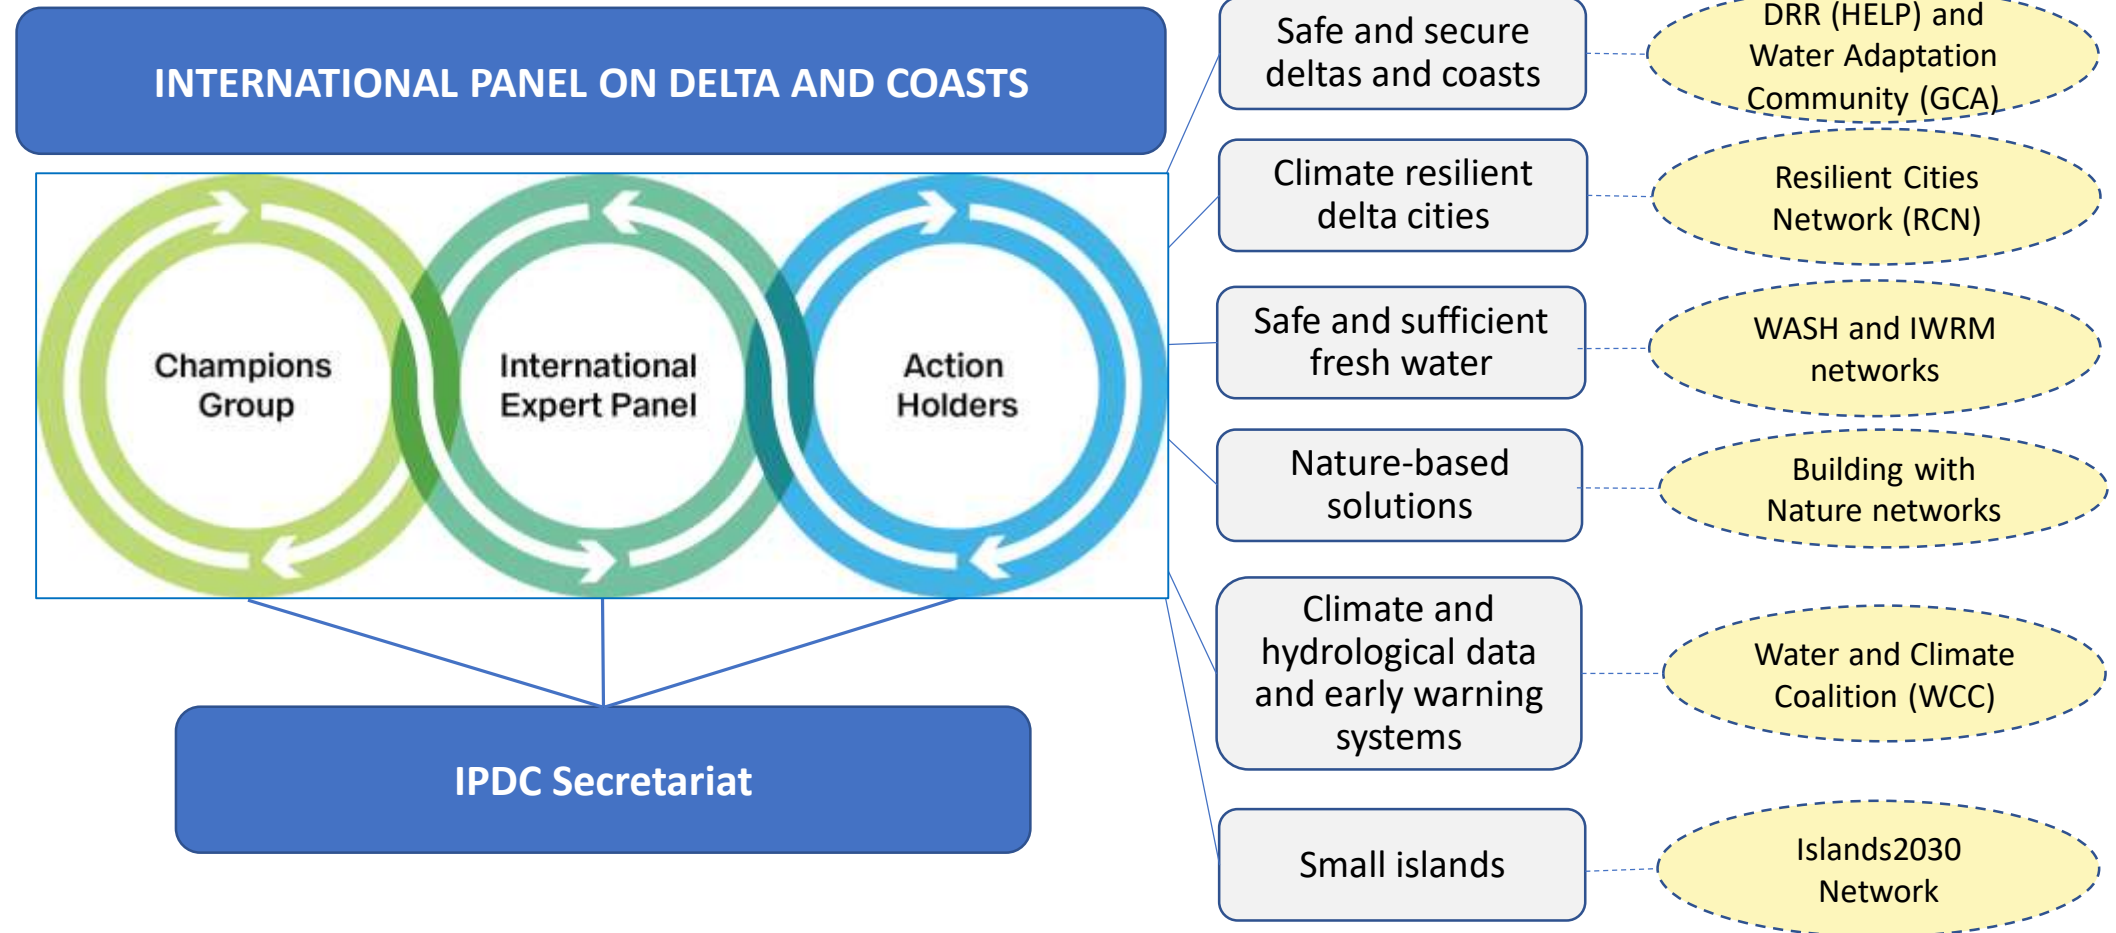 INTERNATIONAL PANEL ON DELTA AND COASTS
Champions
Group
International
Expert Panel
Action
Holders
IPDC Secretariat
Safe and secure
deltas and coasts
DRR (HELP) and
Water Adaptation
Community (GCA)
Climate resilient
delta cities
Resilient Cities
Network (RCN)
Safe and sufficient
fresh water
WASH and IWRM
networks
Nature-based
solutions
Building with
Nature networks
Climate and
hydrological data
and early warning
systems
Water and Climate
Coalition (WCC)
Small islands
Islands2030
Network